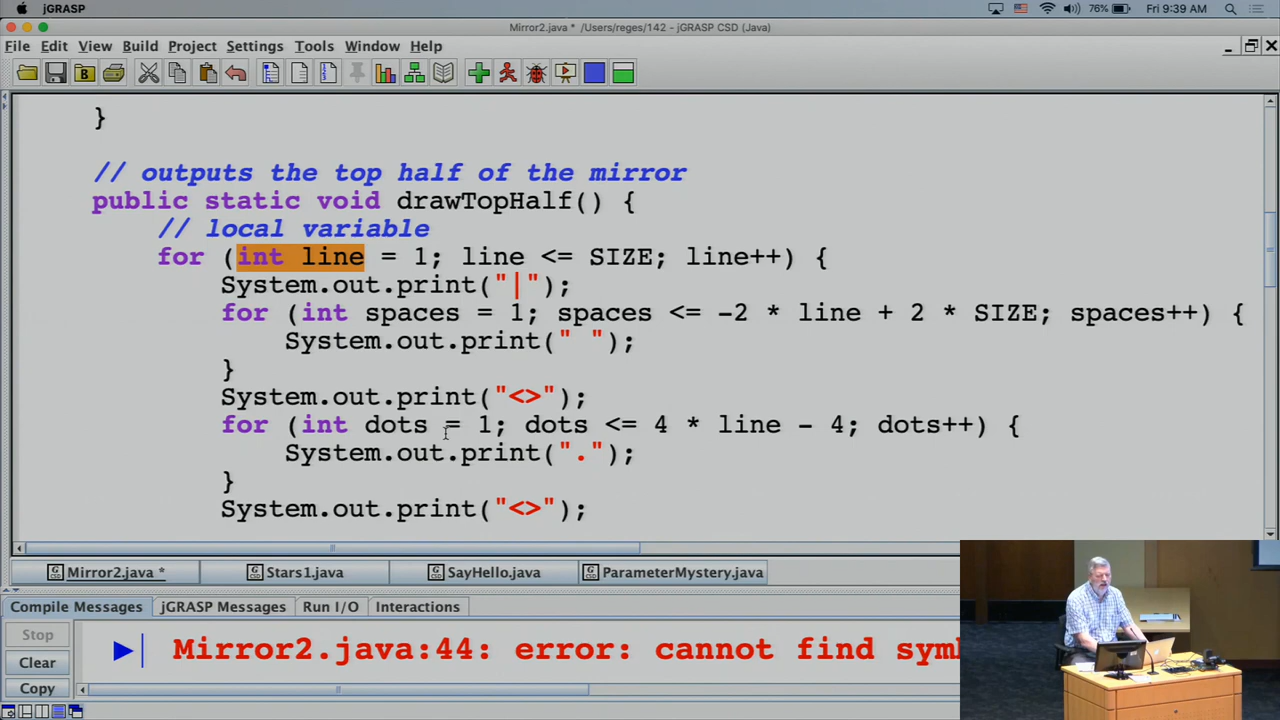 jGRASP
76%
Fri 9:39 AM
Mirror2.java * /Users/reges/142 - jGRASP CSD (Java)
File Edit View Build Project Settings Tools Window Help
}
// outputs the top half of the mirror
public static void drawTopHalf() {
// local variable
for (int line = 1; line <= SIZE; line++) {
System.out.print("|");
for (int spaces = 1; spaces <= -2 * line + 2 * SIZE; spaces++) {
System.out.print(" ");
}
System.out.print("<>");
for (int dots = 1; dots <= 4 * line - 4; dots++) {
System.out.print(".");
}
System.out.print("<>");
Mirror2.java * Stars1.java SayHello.java ParameterMystery.java
Compile Messages jGRASP Messages Run I/O Interactions
Stop
Clear
Copy
Mirror2.java:44: error: cannot find